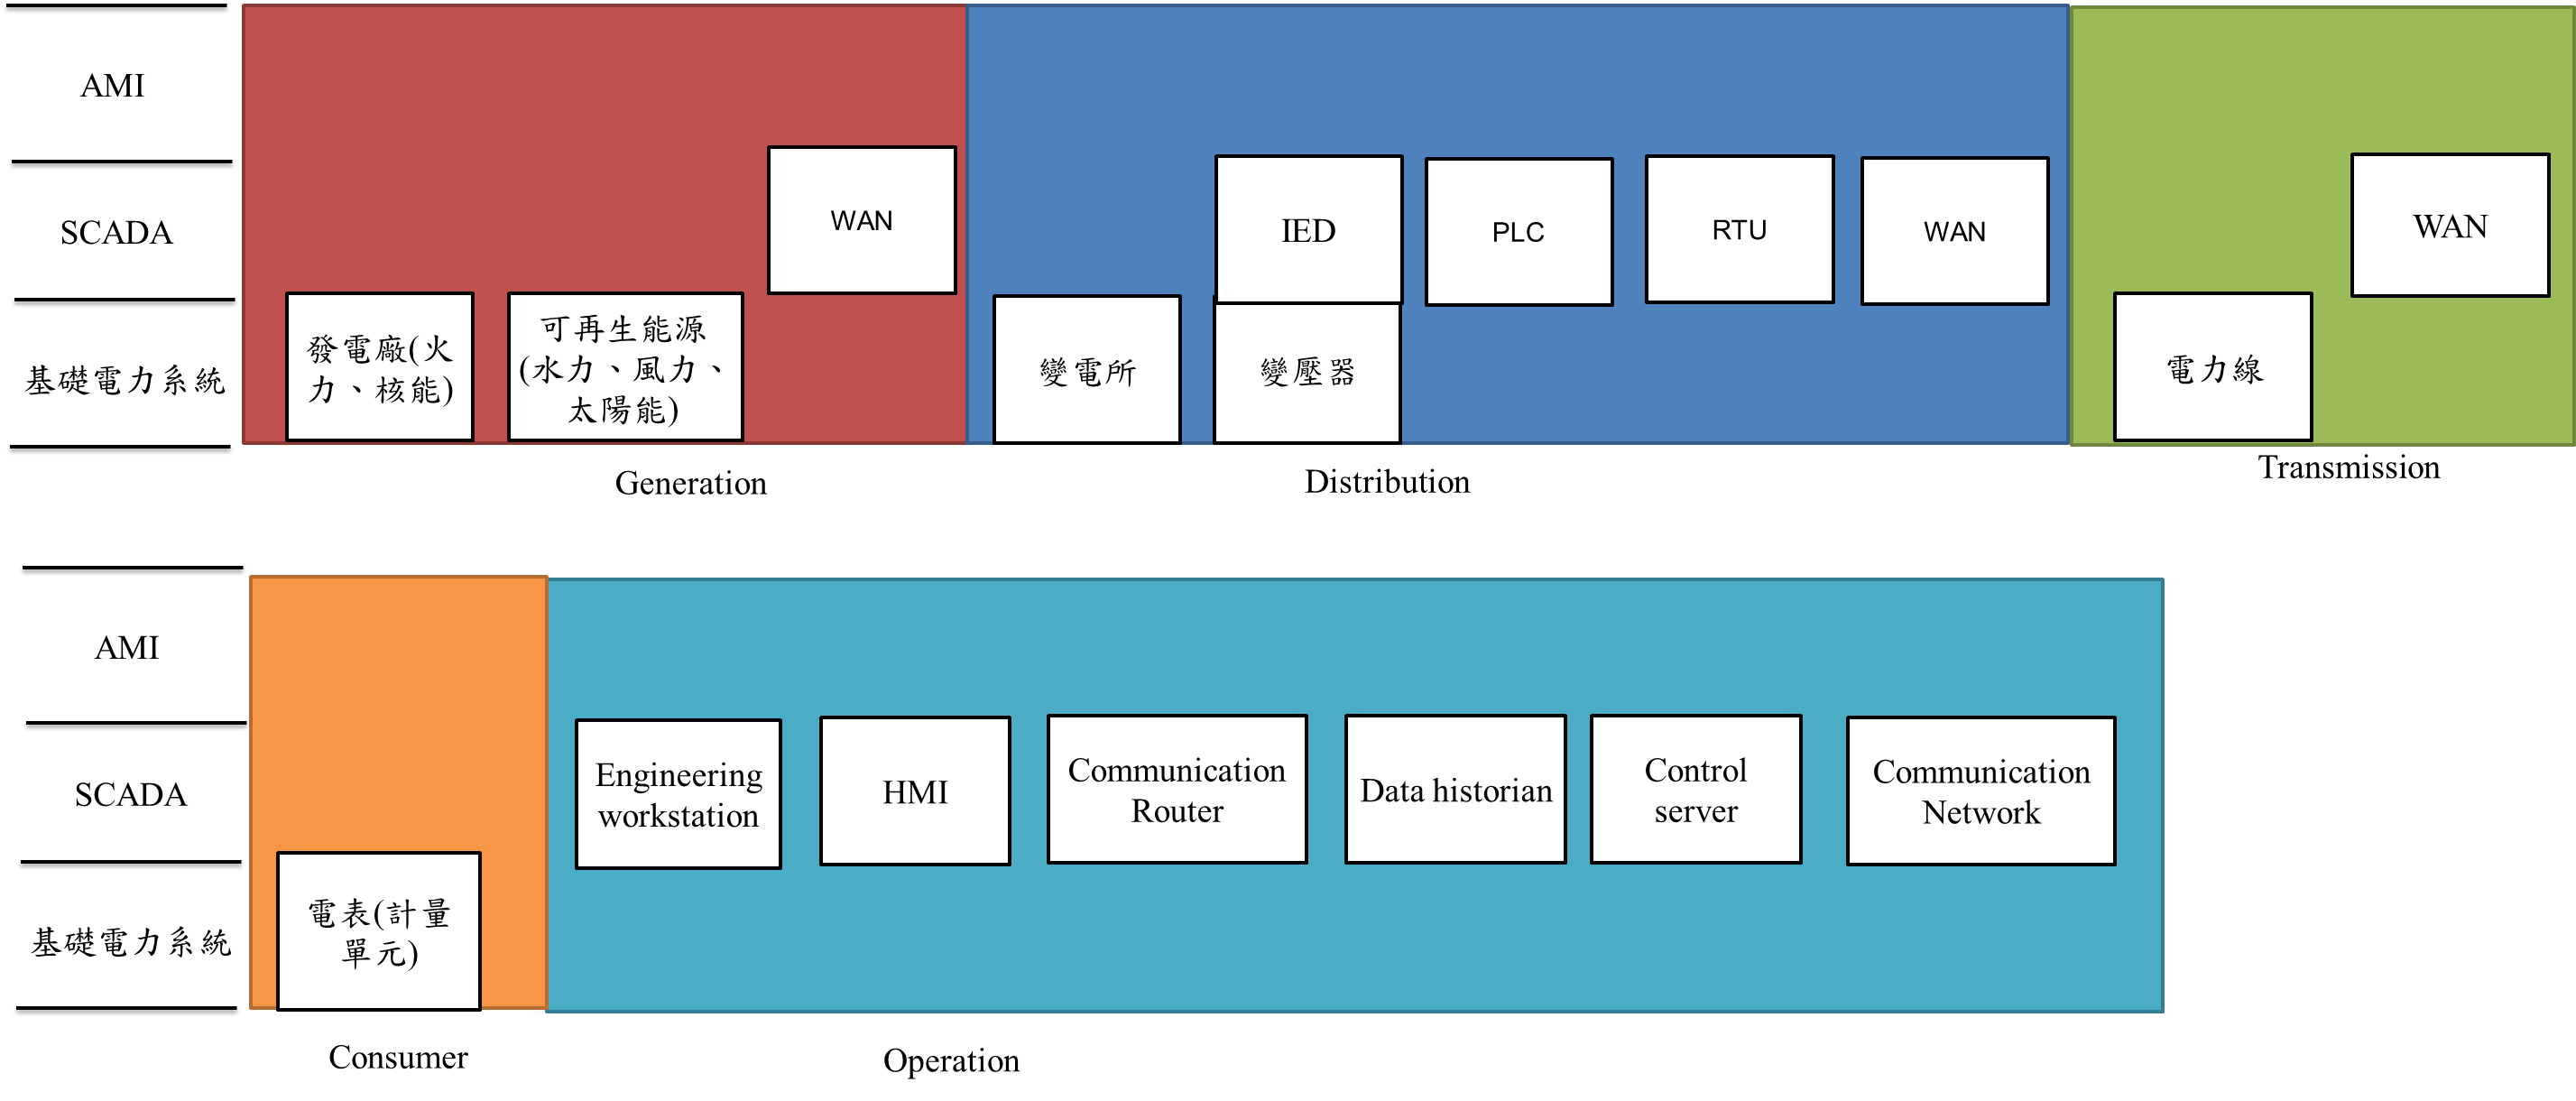 AMI
SCADA
基礎電力系統
WAN
發電廠(火
力、核能)
可再生能源
(水力、風力、
太陽能)
Generation
IED
PLC
RTU
WAN
變電所
變壓器
Distribution
WAN
電力線
Transmission
AMI
SCADA
基礎電力系統
電表(計量
單元)
Consumer
Engineering
workstation
HMI
Communication
Router
Data historian
Control
server
Communication
Network
Operation